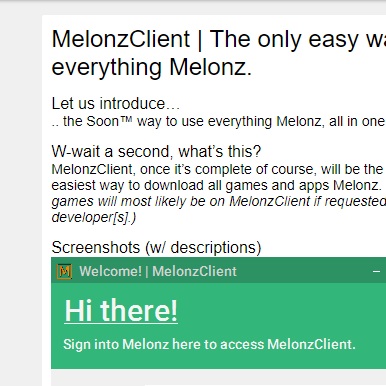 MelonzClient | The only easy wa
everything Melonz.
Let us introduce…
.. the Soon™ way to use everything Melonz, all in one
W-wait a second, what’s this?
MelonzClient, once it’s complete of course, will be the
easiest way to download all games and apps Melonz.
games will most likely be on MelonzClient if requested
developer[s].)
Screenshots (w/ descriptions)
M Welcome! | MelonzClient
Hi there!
Sign into Melonz here to access MelonzClient.